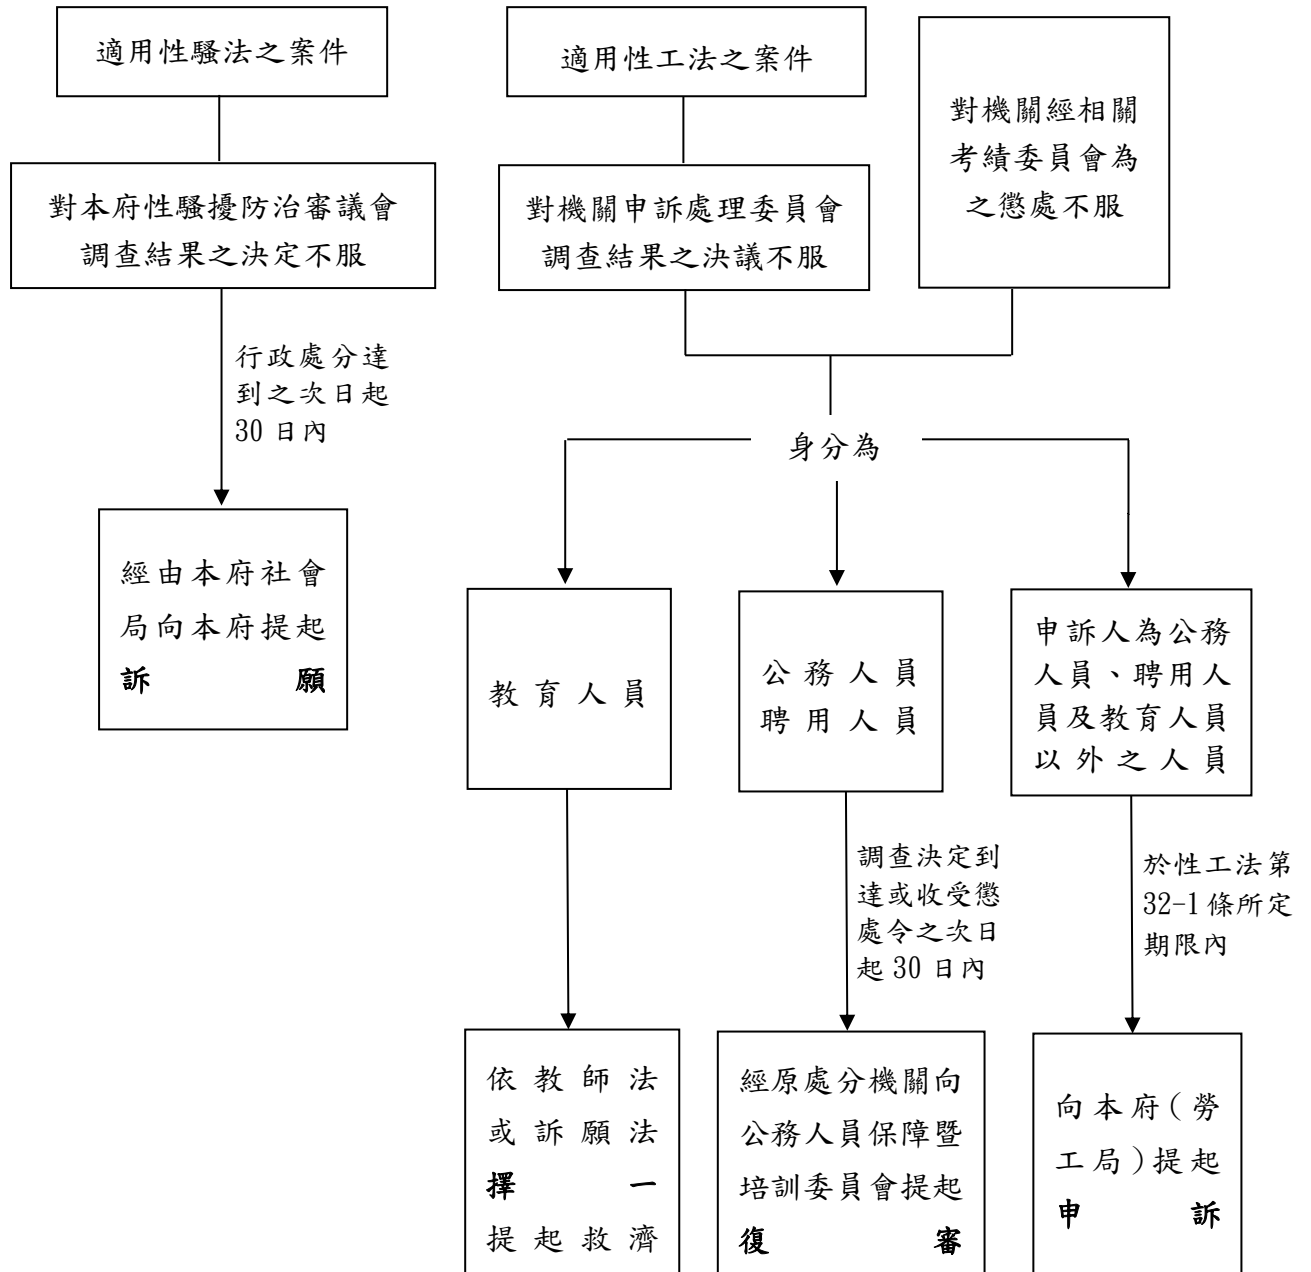 適用性騷法之案件
適用性工法之案件
對機關經相關
考績委員會為
之懲處不服
對本府性騷擾防治審議會
調查結果之決定不服
對機關申訴處理委員會
調查結果之決議不服
行政處分達
到之次日起
30日內
身分為
經由本府社會
局向本府提起
訴願
教育人員
公務人員
聘用人員
申訴人為公務
人員、聘用人
員及教育人員
以外之人員
調查決定到
達或收受懲
處令之次日
起30日內
於性工法第
32-1條所定
期限內
依教師法
或訴願法
擇一
提起救濟
經原處分機關向
公務人員保障暨
培訓委員會提起
復審
向本府(勞
工局)提起
申訴